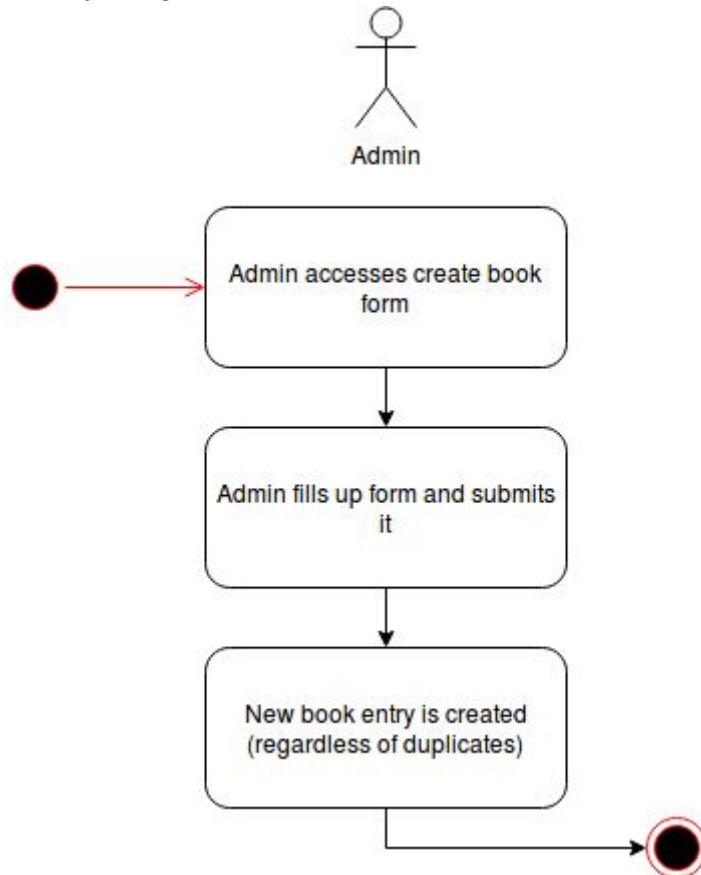 Admin
Admin accesses create book
form
Admin fills up form and submits
it
New book entry is created
(regardless of duplicates)